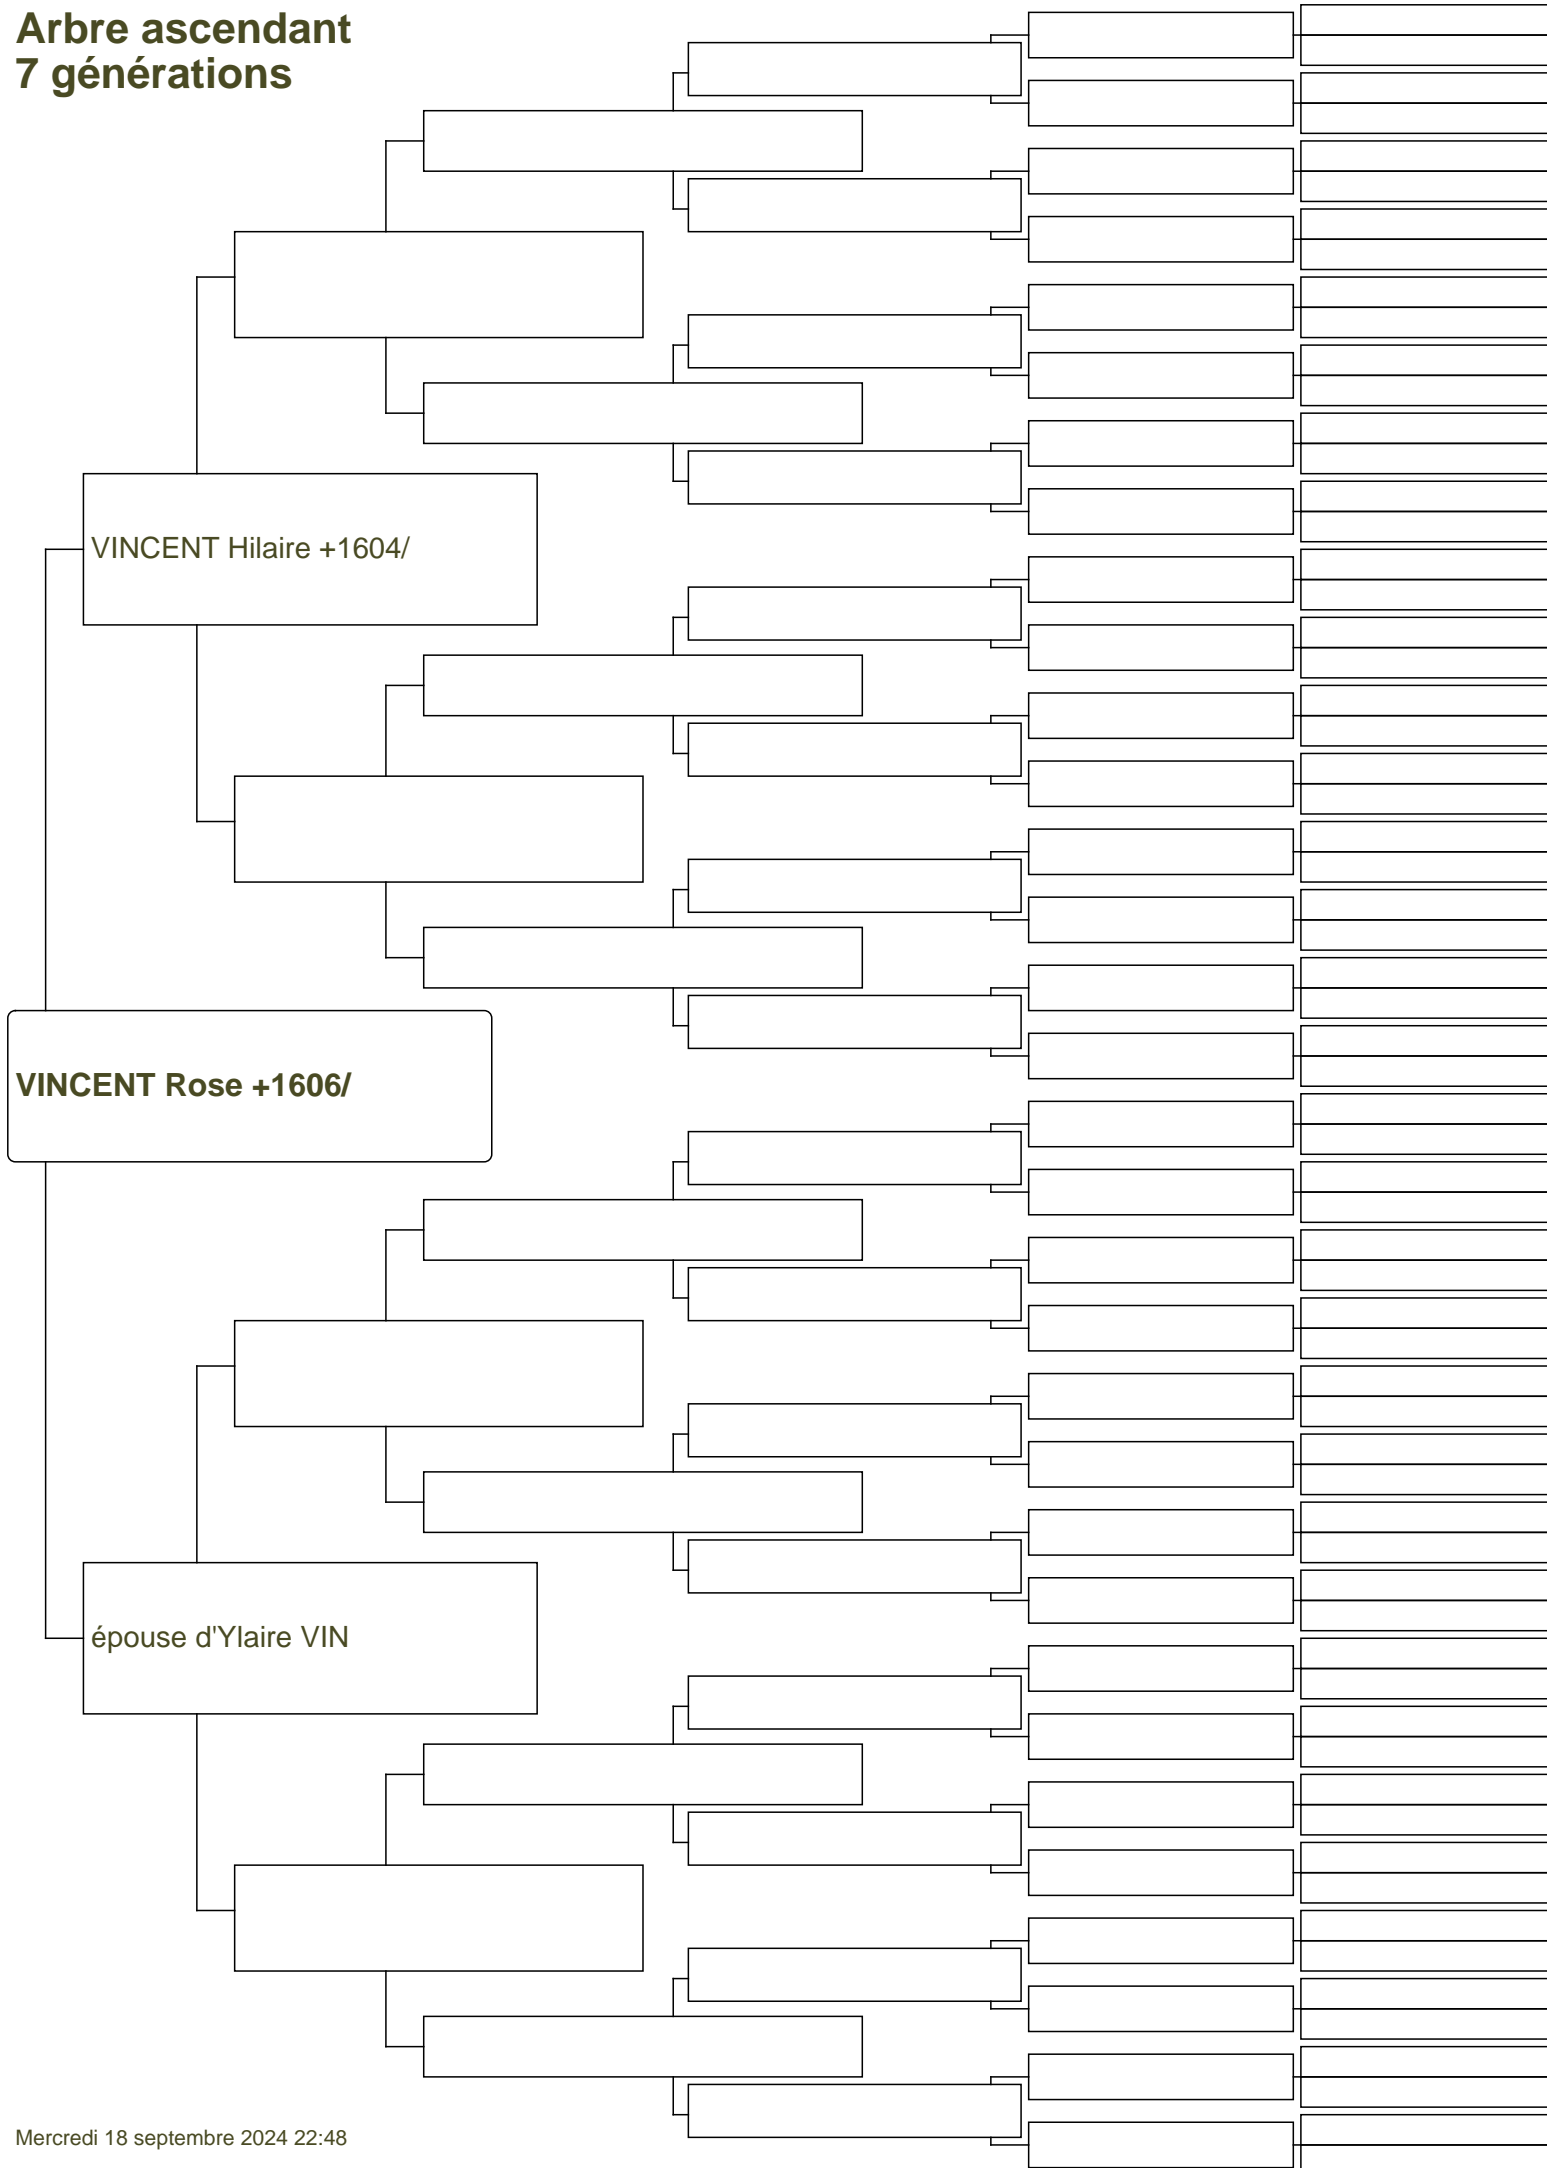 Arbre ascendant
7 générations
VINCENT Hilaire +1604/
VINCENT Rose +1606/
épouse d'Ylaire VIN
Mercredi 18 septembre 2024 22:48